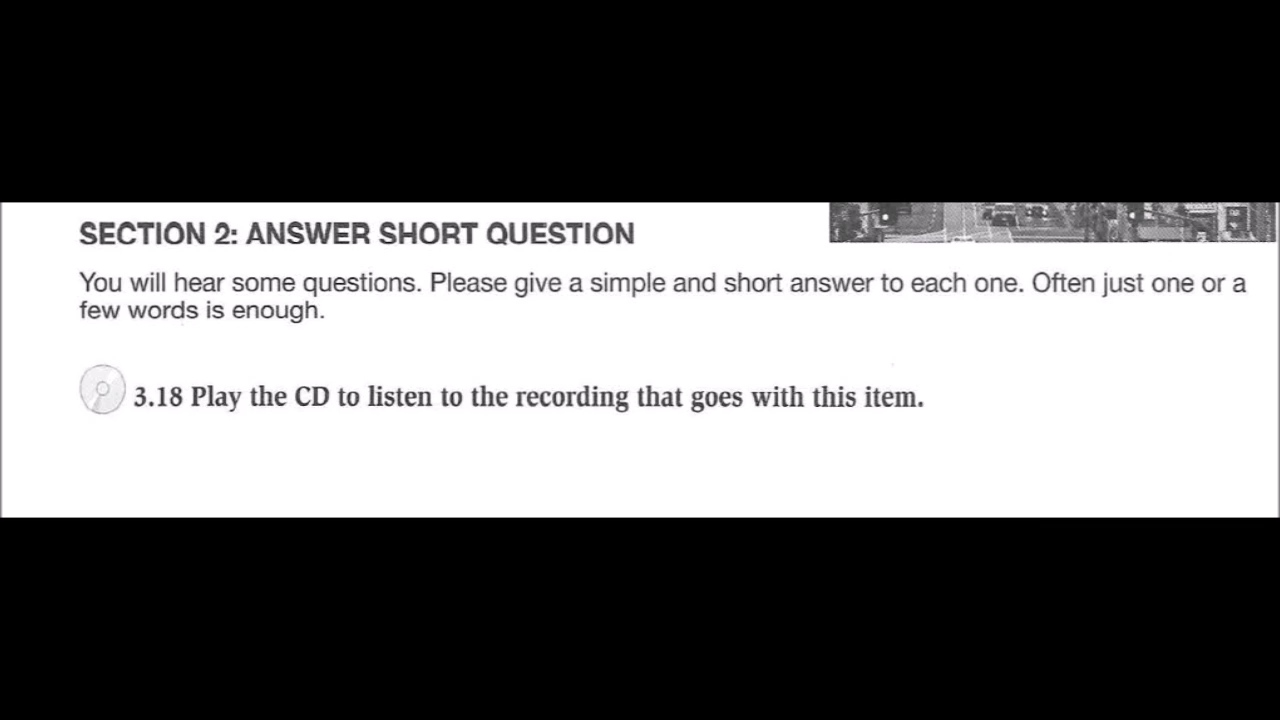 SECTION 2: ANSWER SHORT QUESTION
You will hear some questions. Please give a simple and short answer to each one. Often just one or a
few words is enough.
3.18 Play the CD to listen to the recording that goes with this item.